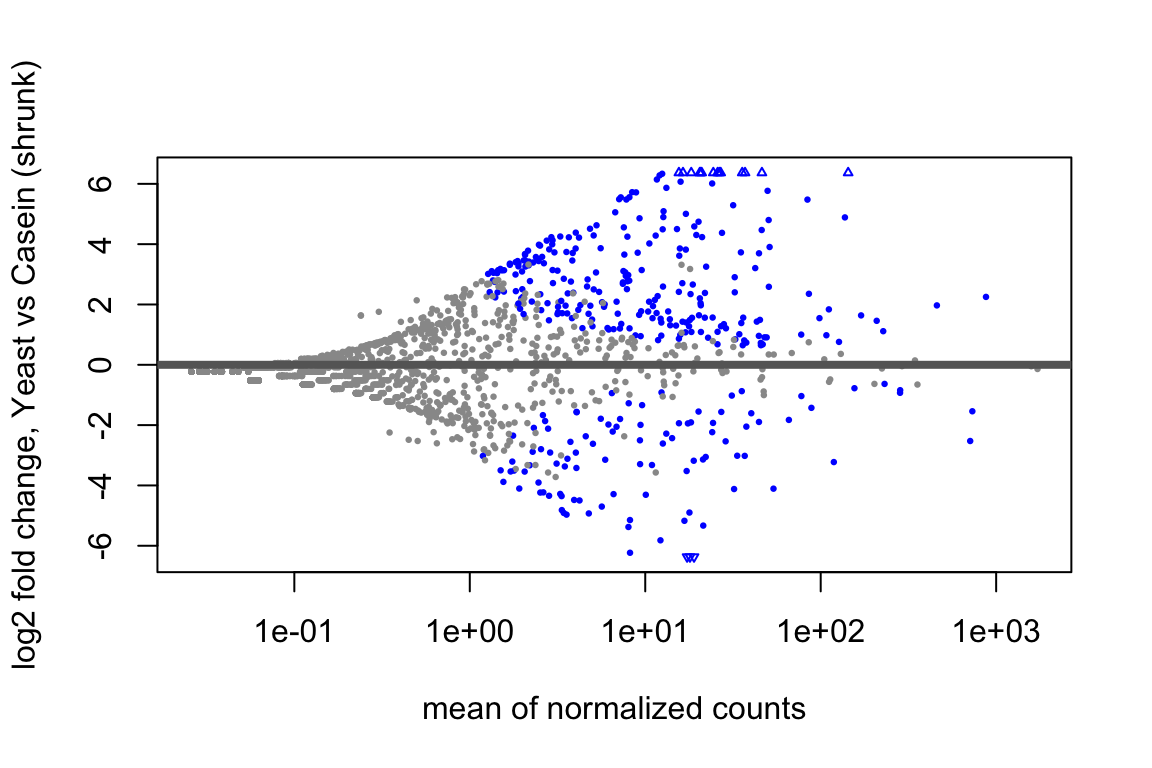 log2 fold change, Yeast vs Casein (shrunk)
6
4
2
0
-2
-4
-6
1e-01 1e+00 1e+01 1e+02 1e+03
mean of normalized counts